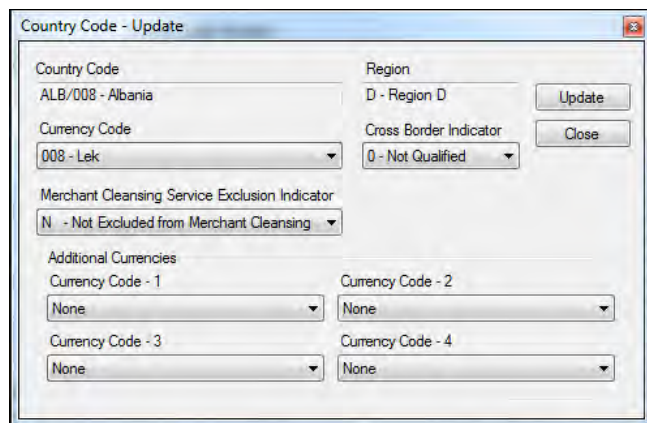 Country Code - Update
Country Code
Region
ALB/008 - Albania
D - Region D
Update
Currency Code
Cross Border Indicator
Close
008 - Lek
0 - Not Qualified
Merchant Cleansing Service Exclusion Indicator
N - Not Excluded from Merchant Cleansing
Additional Currencies
Currency Code - 1
Currency Code - 2
None
None
Currency Code - 3
Currency Code - 4
None
None